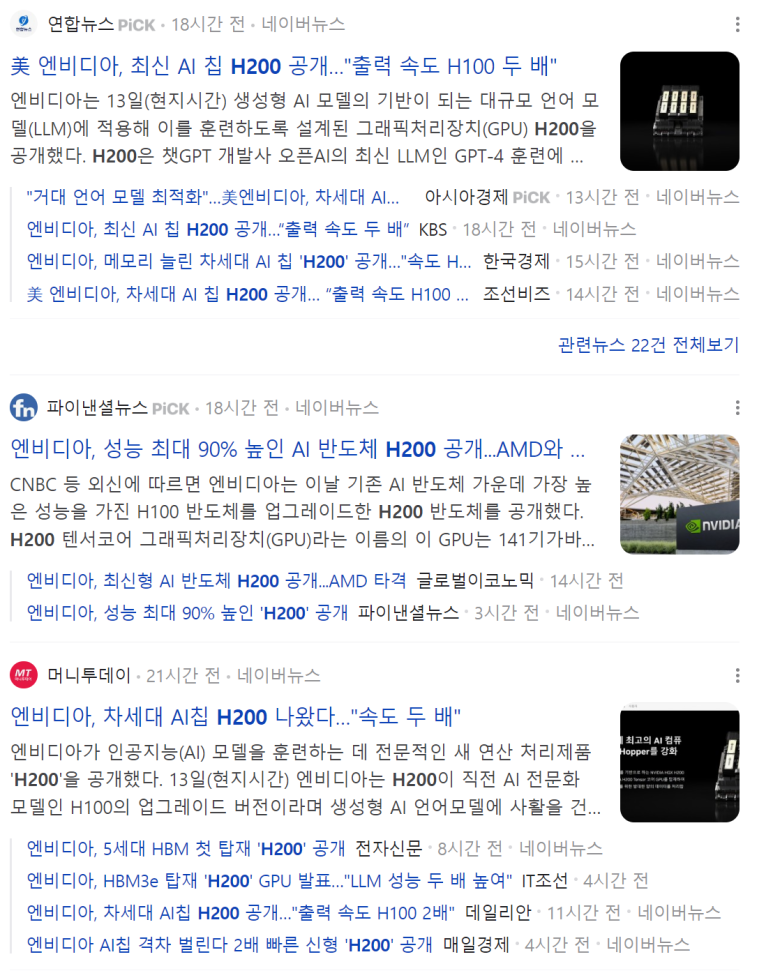 연합뉴스
연합뉴스 PiCK · 18시간 전 · 네이버뉴스
美 엔비디아, 최신 AI 칩 H200 공개..."출력 속도 H100 두 배"
엔비디아는 13일(현지시간) 생성형 AI 모델의 기반이 되는 대규모 언어 모
델(LLM)에 적용해 이를 훈련하도록 설계된 그래픽처리장치(GPU) H200을
공개했다. H200은 챗GPT 개발사 오픈AI의 최신 LLM인 GPT-4 훈련에 ...
"거대 언어 모델 최적화"...美엔비디아, 차세대 AI... 아시아경제 PiCK · 13시간 전 · 네이버뉴스
엔비디아, 최신 AI 칩 H200 공개…“출력 속도 두 배” KBS · 18시간 전 · 네이버뉴스
엔비디아, 메모리 늘린 차세대 AI 칩 'H200' 공개..."속도 H... 한국경제 · 15시간 전 · 네이버뉴스
美 엔비디아, 차세대 AI 칩 H200 공개... “출력 속도 H100 ... 조선비즈 · 14시간 전 · 네이버뉴스
관련뉴스 22건 전체보기
fn 파이낸셜뉴스 PiCK · 18시간 전 · 네이버뉴스
엔비디아, 성능 최대 90% 높인 AI 반도체 H200 공개...AMD와 ...
CNBC 등 외신에 따르면 엔비디아는 이날 기존 AI 반도체 가운데 가장 높
은 성능을 가진 H100 반도체를 업그레이드한 H200 반도체를 공개했다.
H200 텐서코어 그래픽처리장치(GPU)라는 이름의 이 GPU는 141기가바...
NVIDIA
엔비디아, 최신형 AI 반도체 H200 공개...AMD 타격 글로벌이코노믹 · 14시간 전
엔비디아, 성능 최대 90% 높인 'H200' 공개 파이낸셜뉴스 · 3시간 전 · 네이버뉴스
MT 머니투데이
머니투데이 · 21시간 전 · 네이버뉴스
엔비디아, 차세대 AI칩 H200 나왔다..."속도 두 배"
엔비디아가 인공지능(AI) 모델을 훈련하는 데 전문적인 새 연산 처리제품
'H200'을 공개했다. 13일(현지시간) 엔비디아는 H200이 직전 AI 전문화
모델인 H100의 업그레이드 버전이라며 생성형 AI 언어모델에 사활을 건...
최고의 AI 컴퓨
Hopper를 강화
엔비디아, 5세대 HBM 첫 탑재 'H200' 공개 전자신문 · 8시간 전 · 네이버뉴스
엔비디아, HBM3e 탑재 'H200' GPU 발표..."LLM 성능 두 배 높여" IT조선 · 4시간 전
엔비디아, 차세대 AI칩 H200 공개..."출력 속도 H100 2배" 데일리안 · 11시간 전 · 네이버뉴스
엔비디아 AI칩 격차 벌린다 2배 빠른 신형 'H200' 공개 매일경제 · 4시간 전 · 네이버뉴스